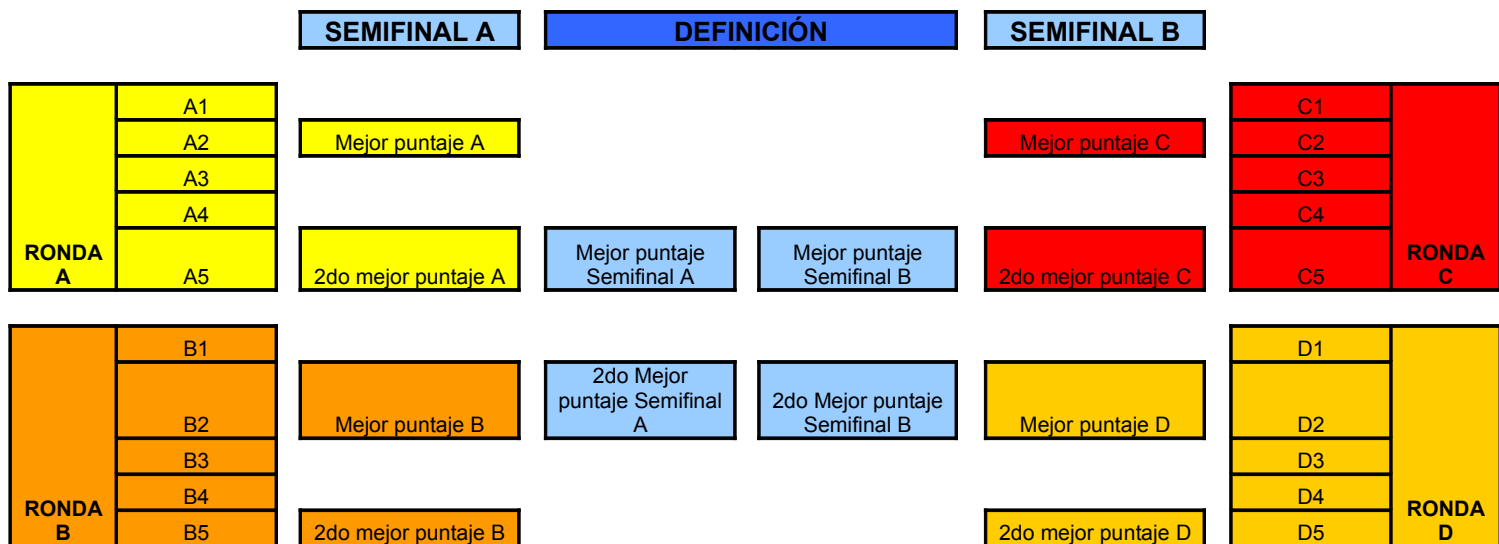 SEMIFINAL A
DEFINICIÓN
SEMIFINAL B
A1
C1
A2
Mejor puntaje A
Mejor puntaje C
C2
A3
C3
A4
C4
RONDA
A
A5
2do mejor puntaje A
Mejor puntaje
Semifinal A
Mejor puntaje
Semifinal B
2do mejor puntaje C
C5
RONDA
C
B1
D1
B2
Mejor puntaje B
2do Mejor
puntaje Semifinal
A
2do Mejor puntaje
Semifinal B
Mejor puntaje D
D2
B3
D3
B4
D4
RONDA
B
B5
2do mejor puntaje B
2do mejor puntaje D
D5
RONDA
D